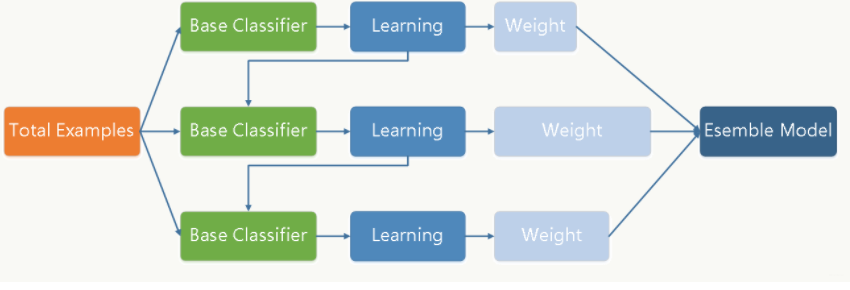 Base Classifier
Learning
Weight
Total Examples
Base Classifier
Learning
Weight
Esemble Model
Base Classifier
Learning
Weight